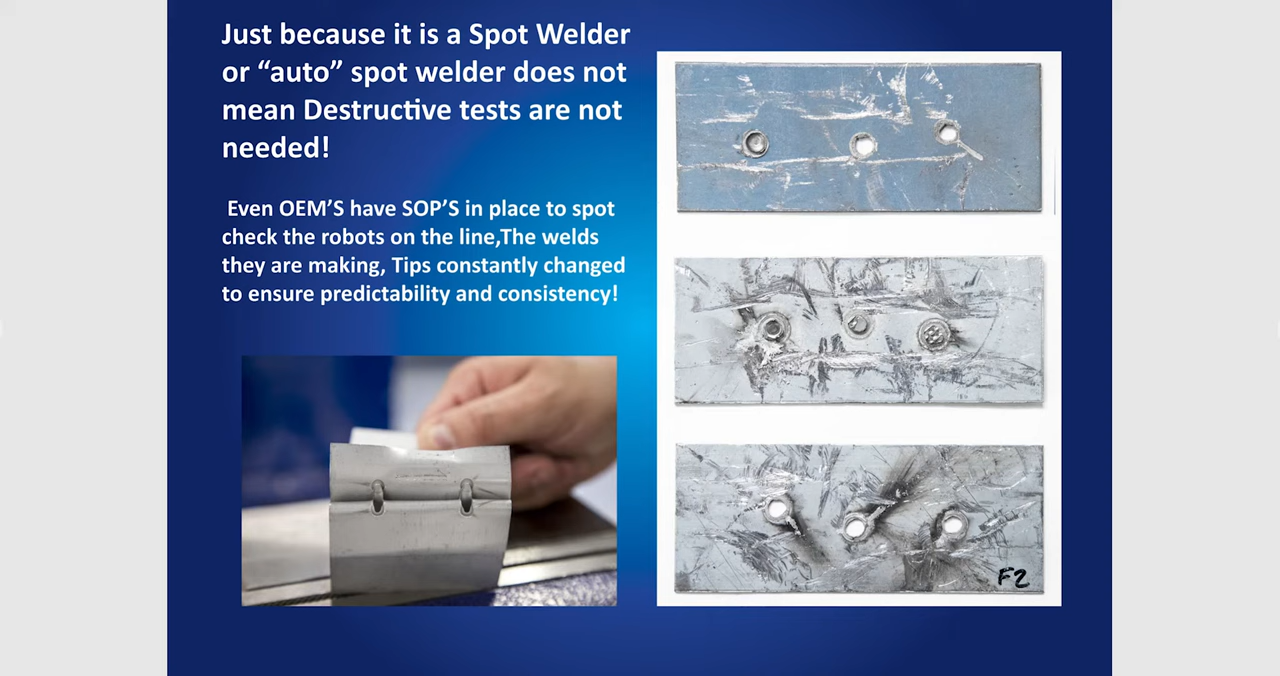 Just because it is a Spot Welder
or “auto” spot welder does not
mean Destructive tests are not
needed!
Even OEM’S have SOP’S in place to spot
check the robots on the line,The welds
they are making, Tips constantly changed
to ensure predictability and consistency!
F2